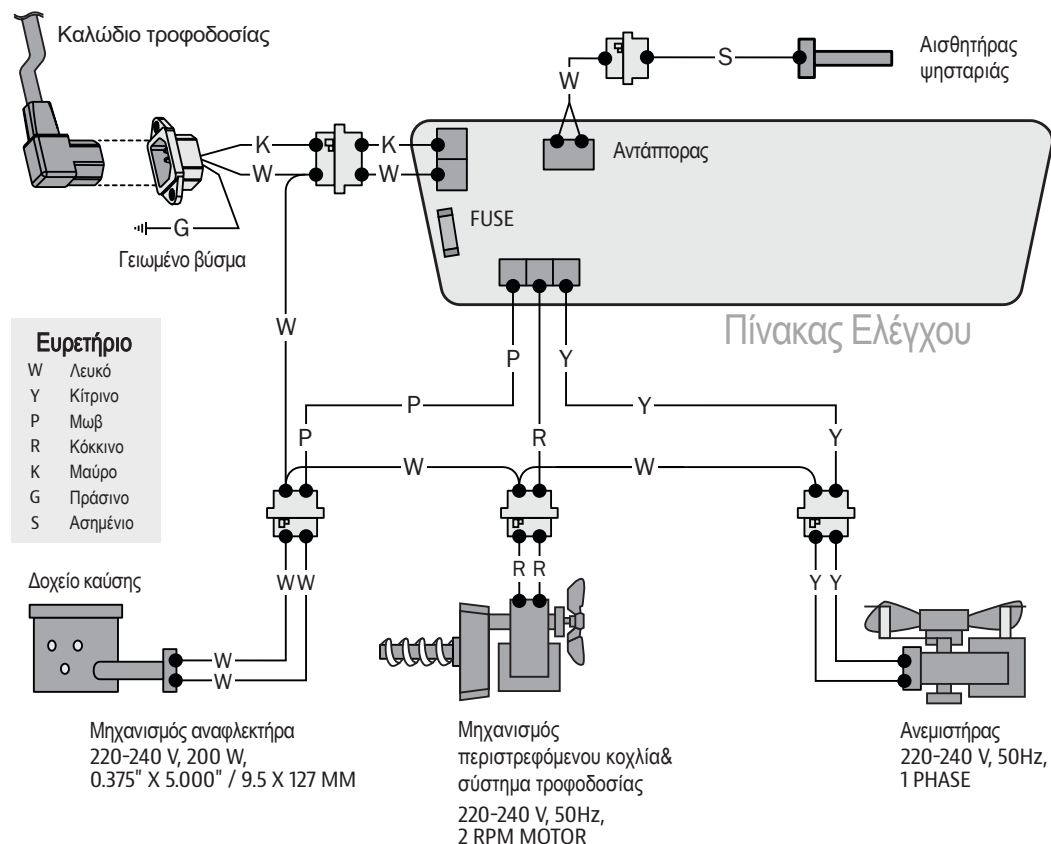 Καλώδιο τροφοδοσίας
Αισθητήρας
ψησταριάς
S
W
K
K
W
W
Αντάπτορας
G
FUSE
Γειωμένο βύσμα
Πίνακας Ελέγχου
W
Ευρετήριο
W Λευκό
Y Κίτρινο
P Μωβ
R Κόκκινο
K Μαύρο
G Πράσινο
S Ασημένιο
P
Y
P
Y
P
R
Y
W
W
Δοχείο καύσης
W W
R R
Y Y
W
W
Μηχανισμός αναφλεκτήρα
220-240 V, 200 W,
0.375" X 5.000" / 9.5 X 127 MM
Μηχανισμός
περιστρεφόμενου κοχλία&
σύστημα τροφοδοσίας
220-240 V, 50Hz,
2 RPM MOTOR
Ανεμιστήρας
220-240 V, 50Hz,
1 PHASE